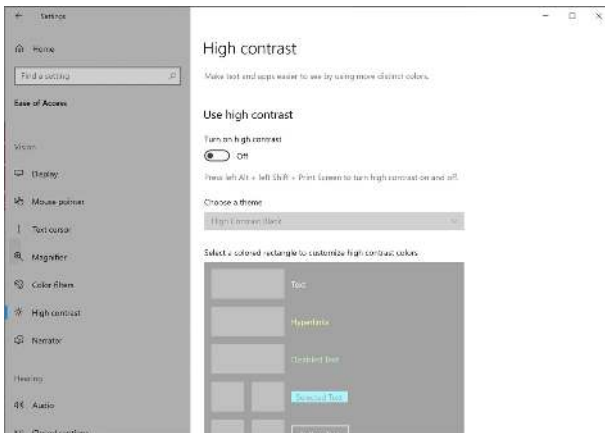 Settings
Home
Find a setting
Ease of Access
Vision
Display
Mouse pointer
Text cursor
Magnifier
Color filters
High contrast
Narrator
Hearing
Audio
Closed captions
High contrast
Make text and apps easier to see by using more distinct colors.
Use high contrast
Turn on high contrast
Off
Press left Alt + left Shift + Print Screen to turn high contrast on and off.
Choose a theme
High Contrast Black
Select a colored rectangle to customize high contrast colors
Text
Hyperlinks
Disabled Text
Selected Text